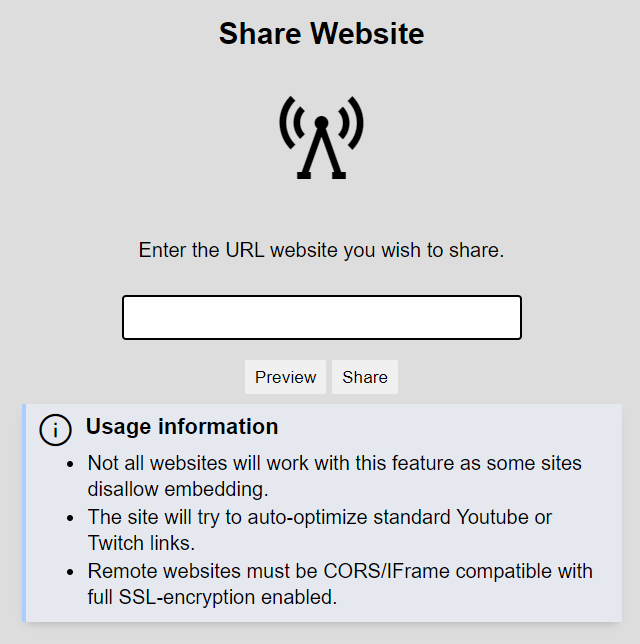 Share Website
Enter the URL website you wish to share.
Preview Share
Usage information
Not all websites will work with this feature as some sites
disallow embedding.
The site will try to auto-optimize standard Youtube or
Twitch links.
Remote websites must be CORS/IFrame compatible with
full SSL-encryption enabled.